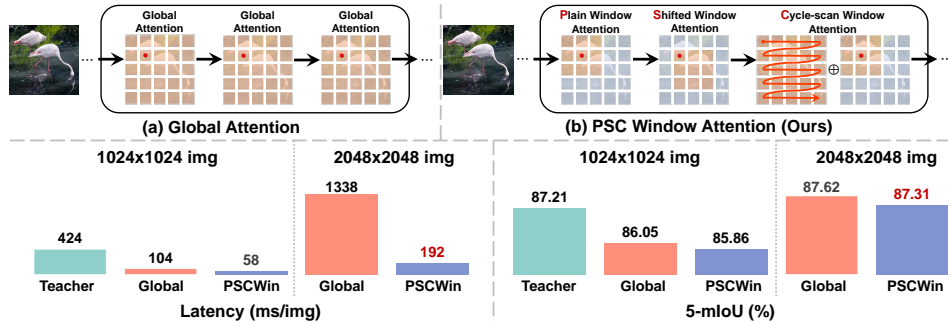 Global
Attention
Global
Attention
Global
Attention
...
...
(a) Global Attention
Plain Window
Attention
Shifted Window
Attention
Cycle-scan Window
Attention
...
⊕
...
(b) PSC Window Attention (Ours)
1024x1024 img
2048x2048 img
424
104
58
1338
192
Teacher
Global
PSCWin
Global
PSCWin
Latency (ms/img)
1024x1024 img
2048x2048 img
87.21
86.05
85.86
87.62
87.31
Teacher
Global
PSCWin
Global
PSCWin
5-mIoU (%)